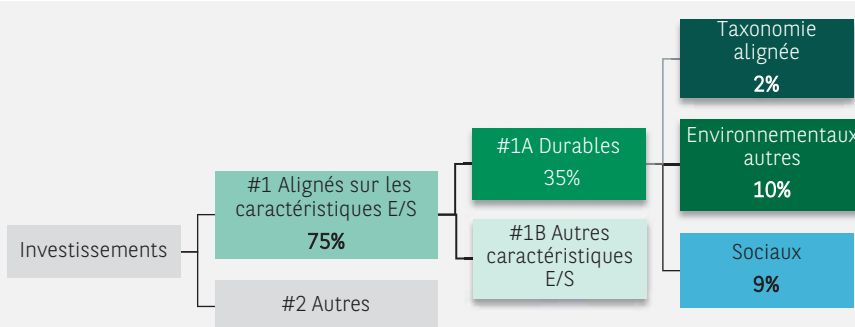 Investissements
#1 Alignés sur les
caractéristiques E/S
75%
#2 Autres
#1A Durables
35%
#1B Autres
caractéristiques
E/S
Taxonomie
alignée
2%
Environnementaux
autres
10%
Sociaux
9%